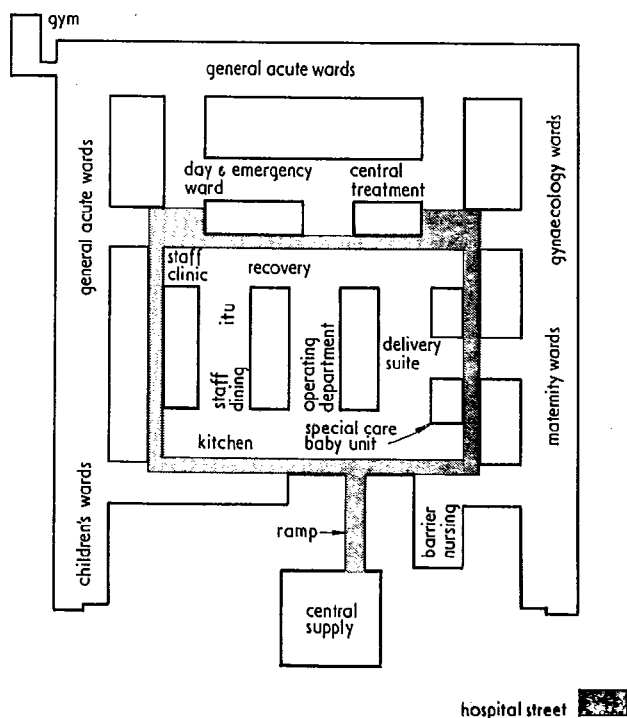 gym
general acute wards
day & emergency
ward
central
treatment
general acute wards
gynaecology wards
staff
clinic
recovery
itu
staff
dining
operating
department
delivery
suite
maternity wards
kitchen
special care
baby unit
children's wards
ramp
barrier
nursing
central
supply
hospital street